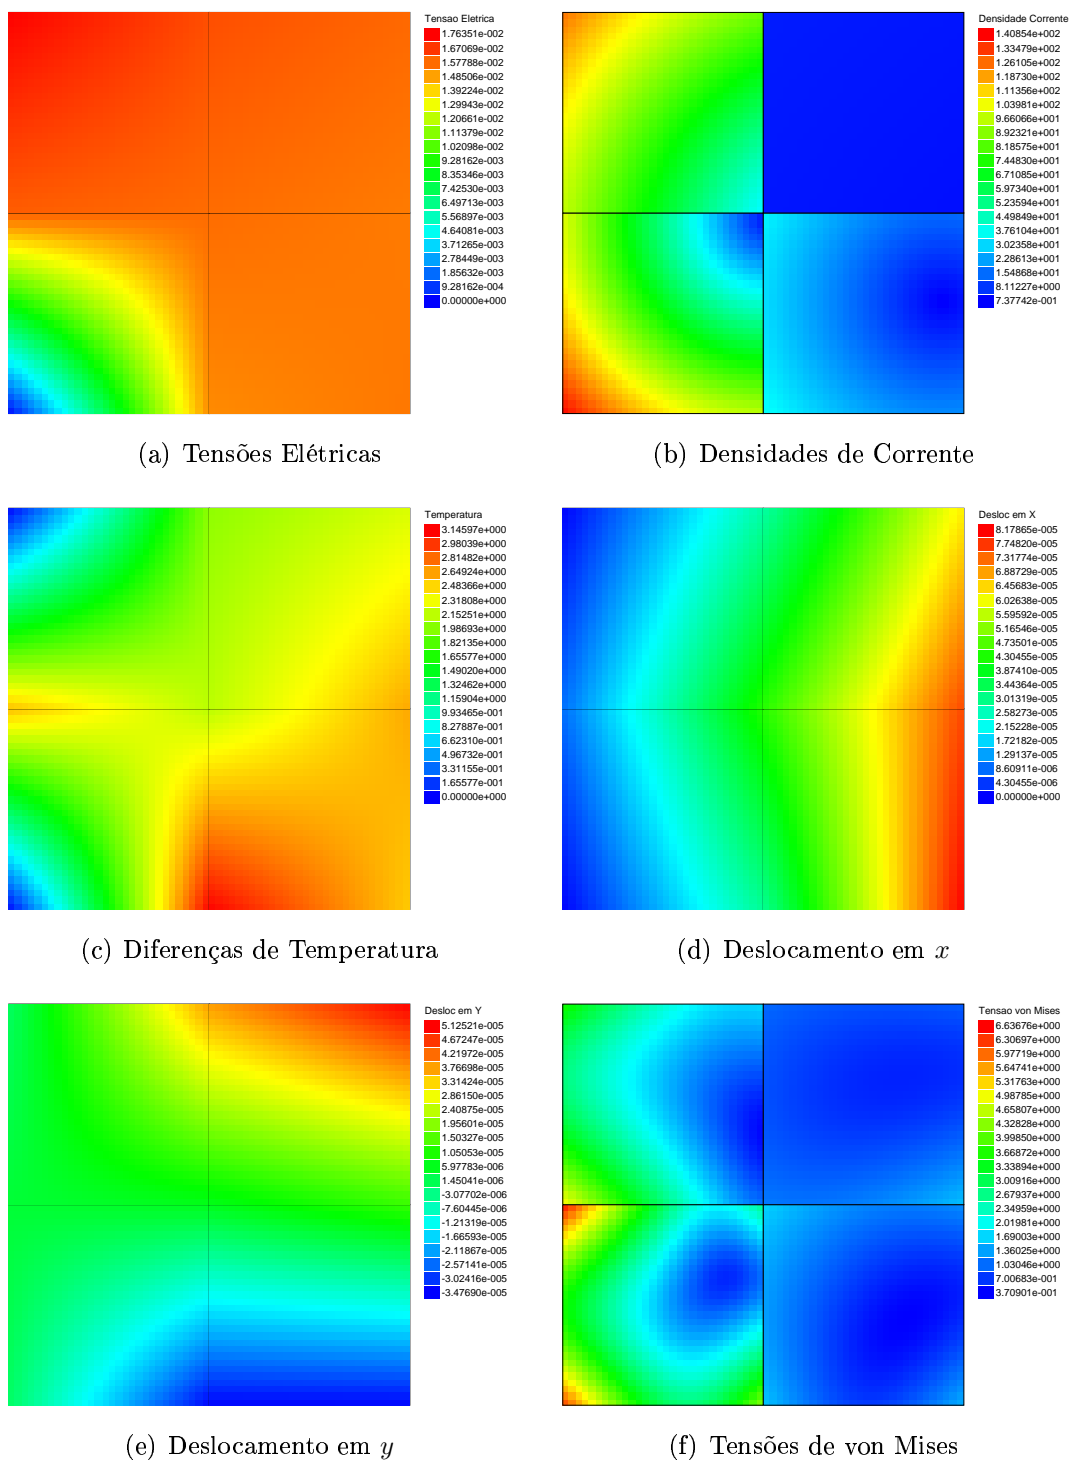 Tensao Eletrica
1.76351e-002
1.67069e-002
1.57788e-002
1.48506e-002
1.39224e-002
1.29943e-002
1.20661e-002
1.11379e-002
1.02098e-002
9.28162e-003
8.35346e-003
7.42530e-003
6.49713e-003
5.56897e-003
4.64081e-003
3.71265e-003
2.78449e-003
1.85632e-003
9.28162e-004
0.00000e+000
(a) Tensões Elétricas
Densidade Corrente
1.40854e+002
1.33479e+002
1.26105e+002
1.18730e+002
1.11356e+002
1.03981e+002
9.66066e+001
8.92321e+001
8.18575e+001
7.44830e+001
6.71085e+001
5.97340e+001
5.23594e+001
4.49849e+001
3.76104e+001
3.02358e+001
2.28613e+001
1.54868e+001
8.11227e+000
7.37742e-001
(b) Densidades de Corrente
Temperatura
3.14597e+000
2.98039e+000
2.81482e+000
2.64924e+000
2.48366e+000
2.31808e+000
2.15251e+000
1.98693e+000
1.82135e+000
1.65577e+000
1.49020e+000
1.32462e+000
1.15904e+000
9.93465e-001
8.27887e-001
6.62310e-001
4.96732e-001
3.31155e-001
1.65577e-001
0.00000e+000
(c) Diferenças de Temperatura
Desloc em X
8.17865e-005
7.74820e-005
7.31774e-005
6.88729e-005
6.45683e-005
6.02638e-005
5.59592e-005
5.16546e-005
4.73501e-005
4.30455e-005
3.87410e-005
3.44364e-005
3.01319e-005
2.58273e-005
2.15228e-005
1.72182e-005
1.29137e-005
8.60911e-006
4.30455e-006
0.00000e+000
(d) Deslocamento em x
Desloc em Y
5.12521e-005
4.67247e-005
4.21972e-005
3.76698e-005
3.31424e-005
2.86150e-005
2.40875e-005
1.95601e-005
1.50327e-005
1.05053e-005
5.97783e-006
1.45041e-006
-3.07702e-006
-7.60445e-006
-1.21319e-005
-1.66593e-005
-2.11867e-005
-2.57141e-005
-3.02416e-005
-3.47690e-005
(e) Deslocamento em y
Tensao von Mises
6.63676e+000
6.30697e+000
5.97719e+000
5.64741e+000
5.31763e+000
4.98785e+000
4.65807e+000
4.32828e+000
3.99850e+000
3.66872e+000
3.33894e+000
3.00916e+000
2.67937e+000
2.34959e+000
2.01981e+000
1.69003e+000
1.36025e+000
1.03046e+000
7.00683e-001
3.70901e-001
(f) Tensões de von Mises